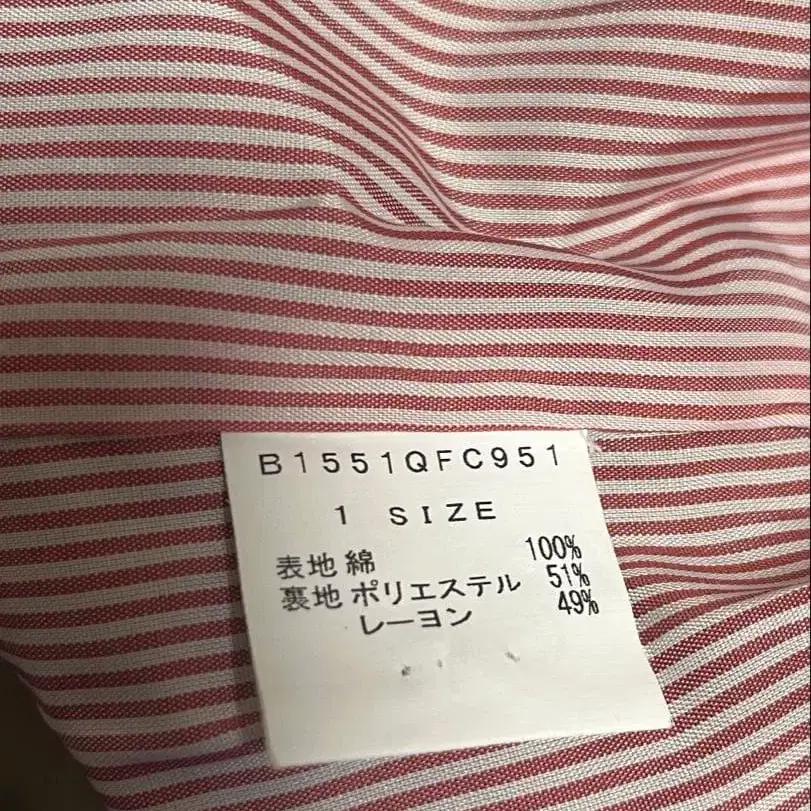 B1551QFC951
1 SIZE
表地 綿 100%
裏地 ポリエステル 51%
レーヨン 49%